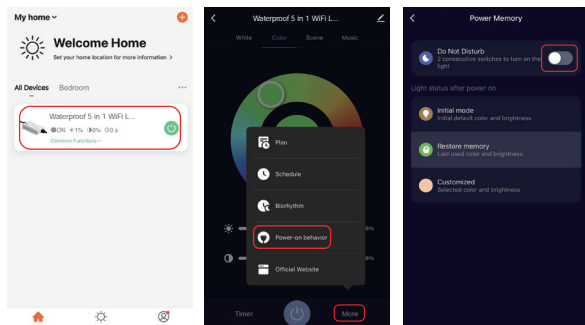 My home
Welcome Home
Set your home location for more information >
All Devices
Bedroom
Waterproof 5 in 1 WiFi L...
ON
1%
0%
0 s
Common Functions
Waterproof 5 in 1 WiFi L...
White
Color
Scene
Music
Plan
Schedule
Biorhythm
Power-on behavior
Official Website
Timer
More
Power Memory
Do Not Disturb
2 consecutive switches to turn on the
light
Light status after power on
Initial mode
Initial default color and brightness
Restore memory
Last used color and brightness
Customized
Selected color and brightness